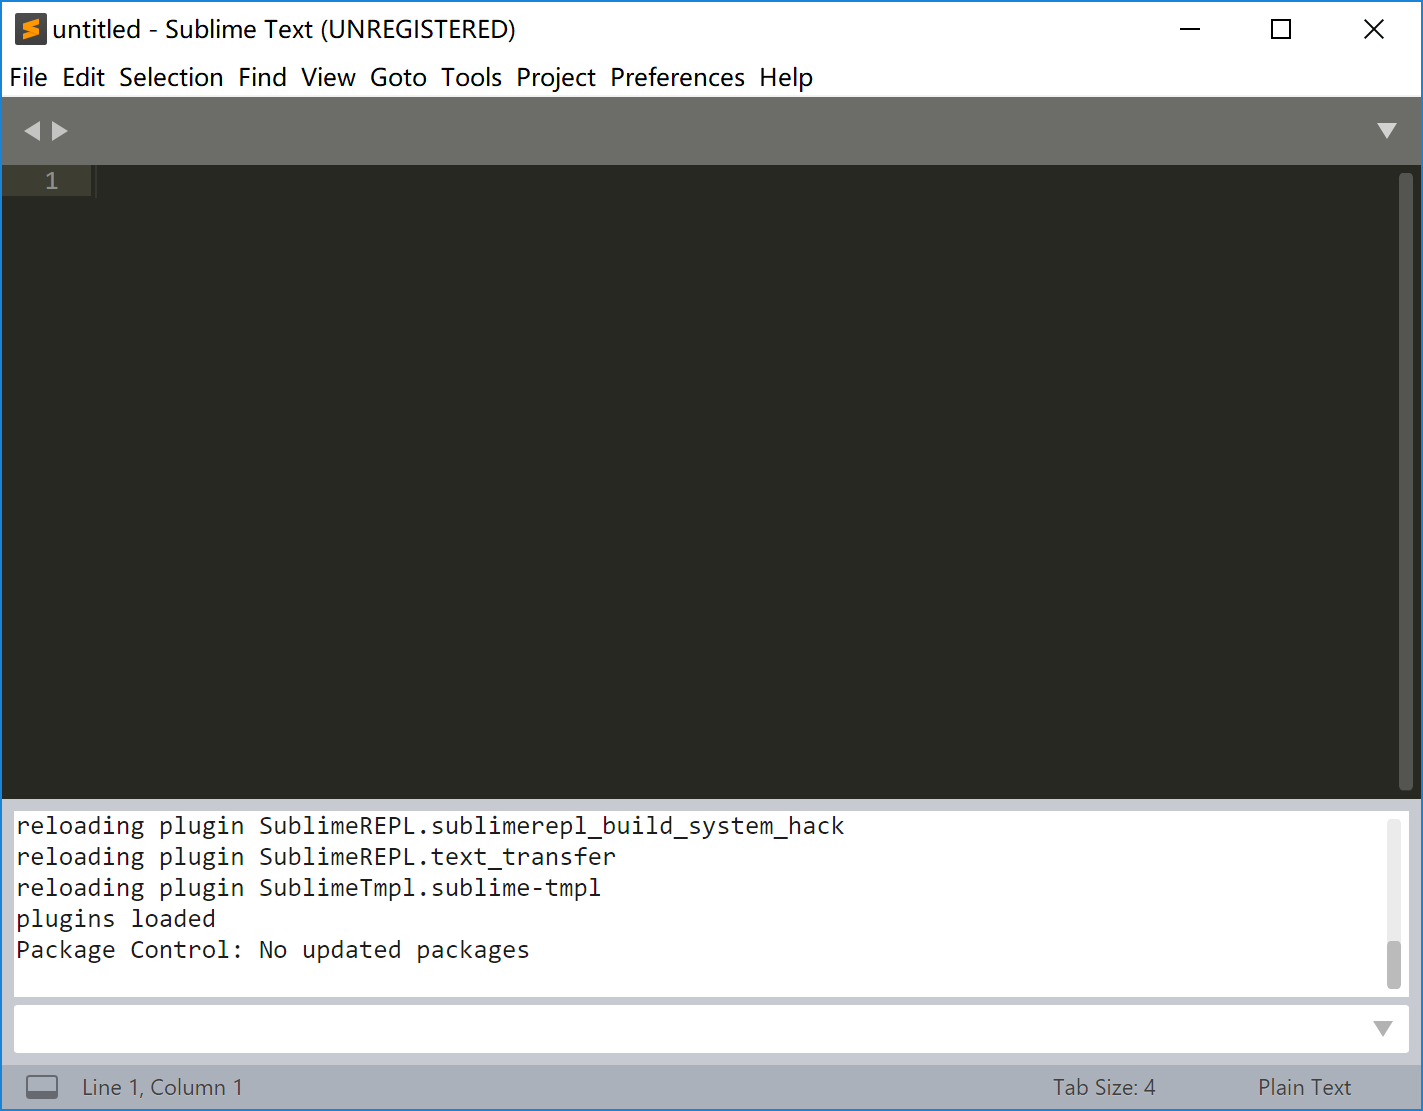 untitled - Sublime Text (UNREGISTERED)
File Edit Selection Find View Goto Tools Project Preferences Help
1
reloading plugin SublimeREPL.sublimerepl_build_system_hack
reloading plugin SublimeREPL.text_transfer
reloading plugin SublimeTmpl.sublime-tmpl
plugins loaded
Package Control: No updated packages
Line 1, Column 1 Tab Size: 4 Plain Text